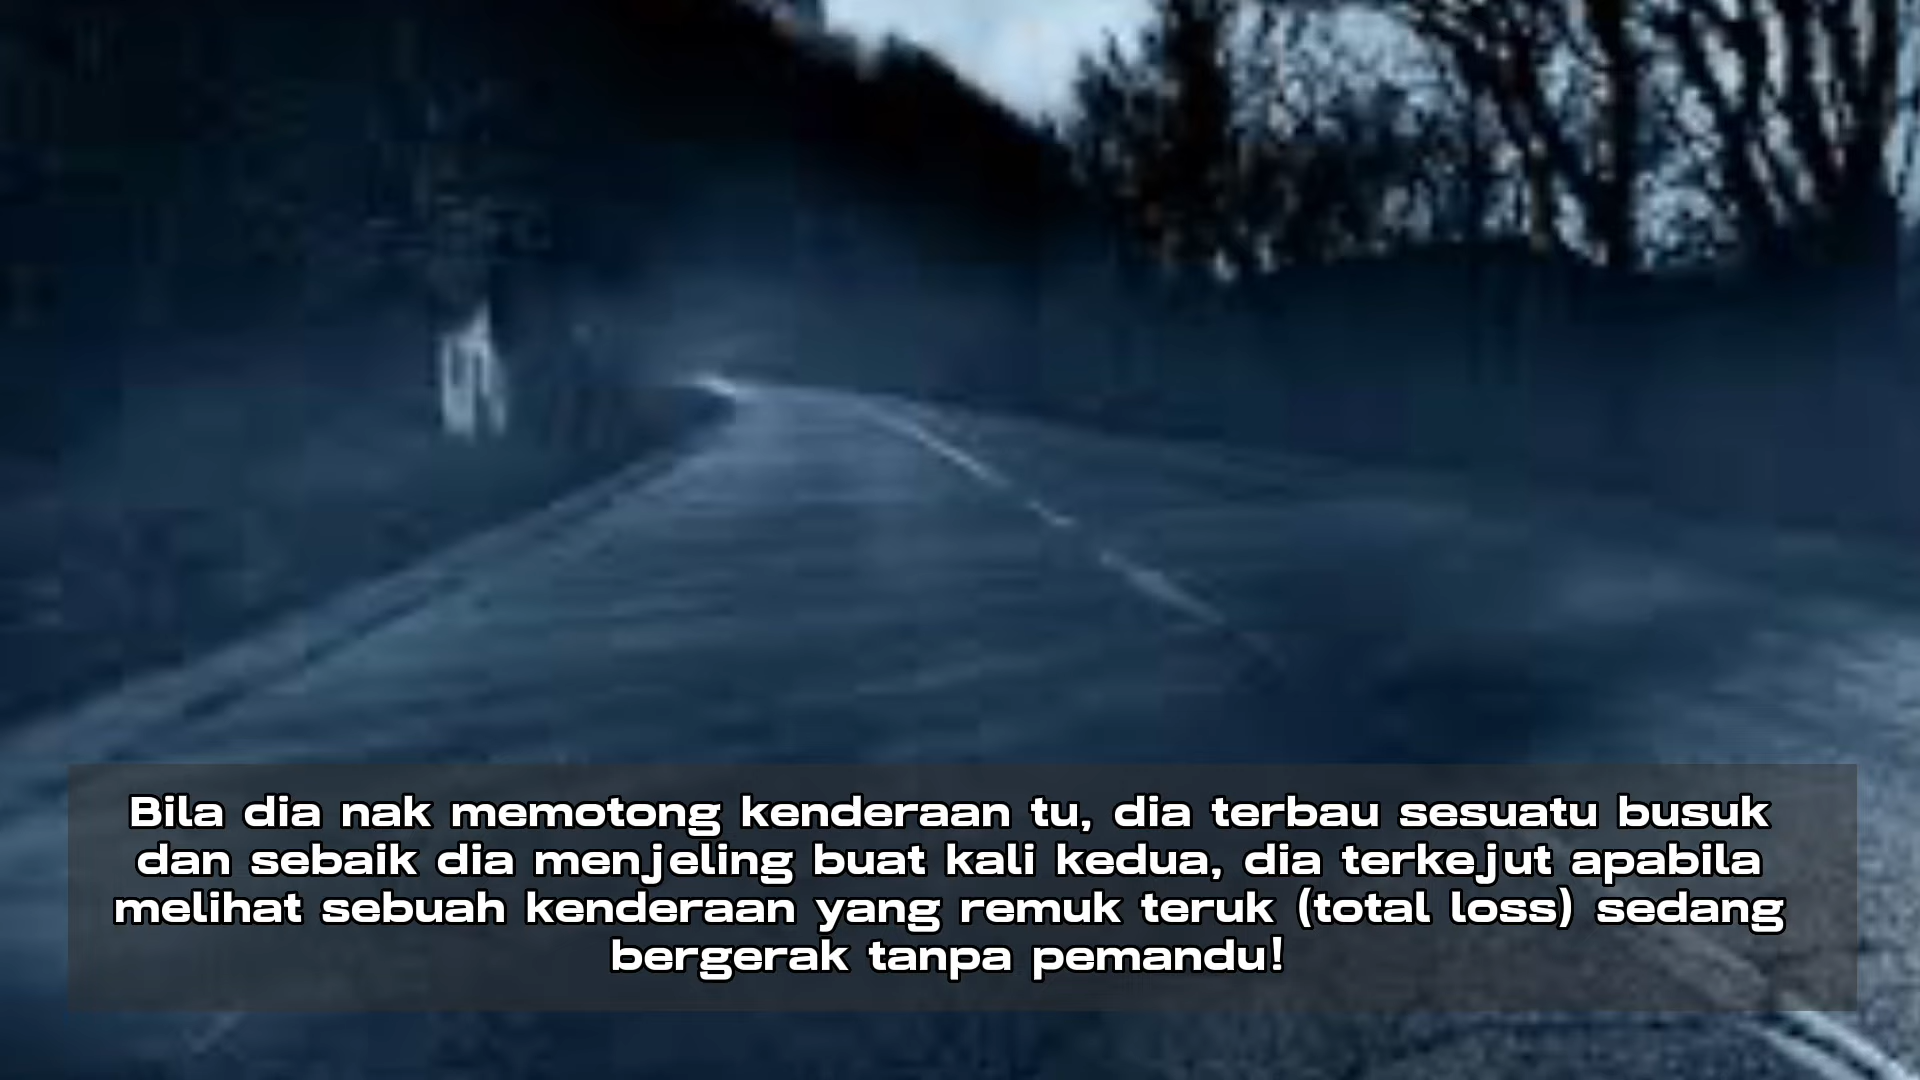 Bila dia nak memotong kenderaan tu, dia terbau sesuatu busuk
dan sebaik dia menjeling buat kali kedua, dia terkejut apabila
melihat sebuah kenderaan yang remuk teruk (total loss) sedang
bergerak tanpa pemandu!